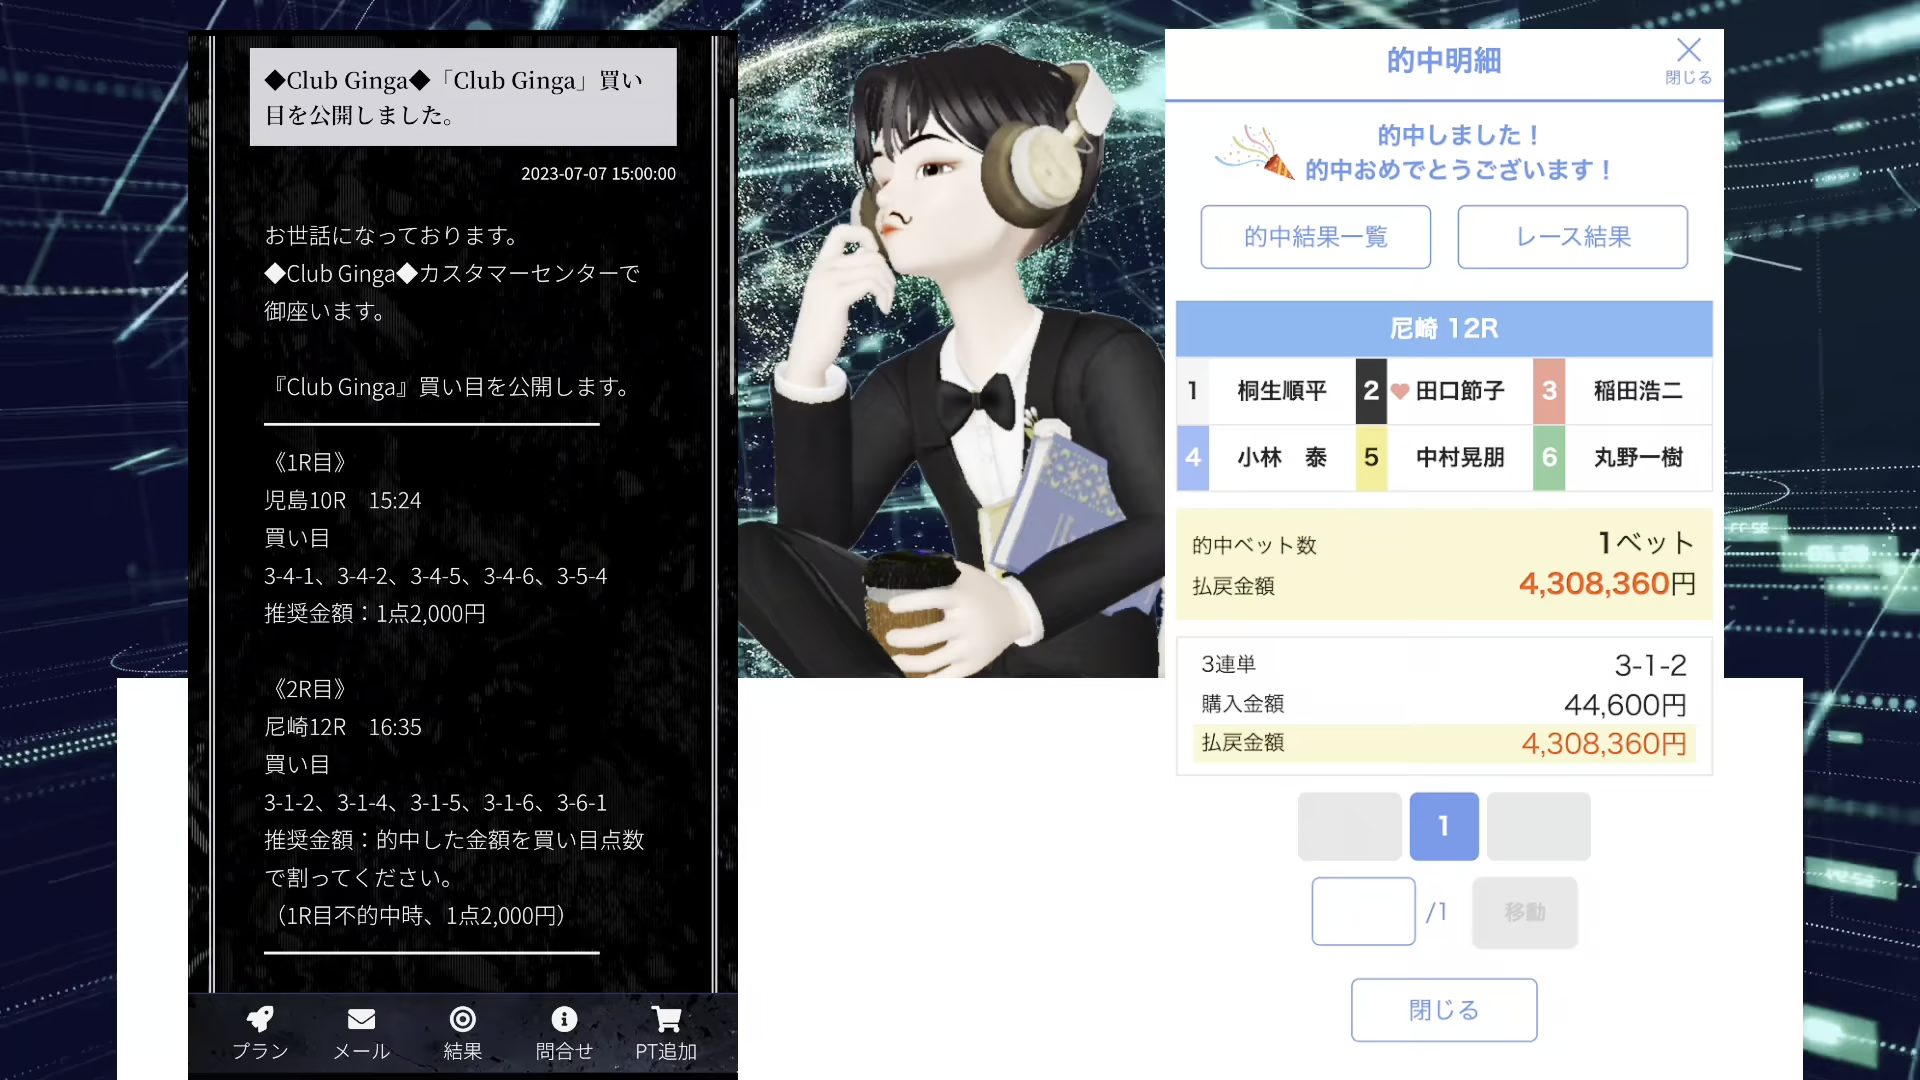 ◆Club Ginga◆「Club Ginga」買い
目を公開しました。
2023-07-07 15:00:00
お世話になっております。
◆Club Ginga◆カスタマーセンターで
御座います。
『Club Ginga』買い目を公開します。
《1R目》
児島10R　15:24
買い目
3-4-1、3-4-2、3-4-5、3-4-6、3-5-4
推奨金額：1点2,000円
《2R目》
尼崎12R　16:35
買い目
3-1-2、3-1-4、3-1-5、3-1-6、3-6-1
推奨金額：的中した金額を買い目点数
で割ってください。
（1R目不的中時、1点2,000円）
プラン
メール
結果
問合せ
PT追加
的中明細
閉じる
的中しました！
的中おめでとうございます！
的中結果一覧
レース結果
尼崎 12R
1 桐生順平 2 田口節子 3 稲田浩二
4 小林　泰 5 中村晃朋 6 丸野一樹
的中ベット数 1ベット
払戻金額 4,308,360円
3連単 3-1-2
購入金額 44,600円
払戻金額 4,308,360円
1
/1 移動
閉じる